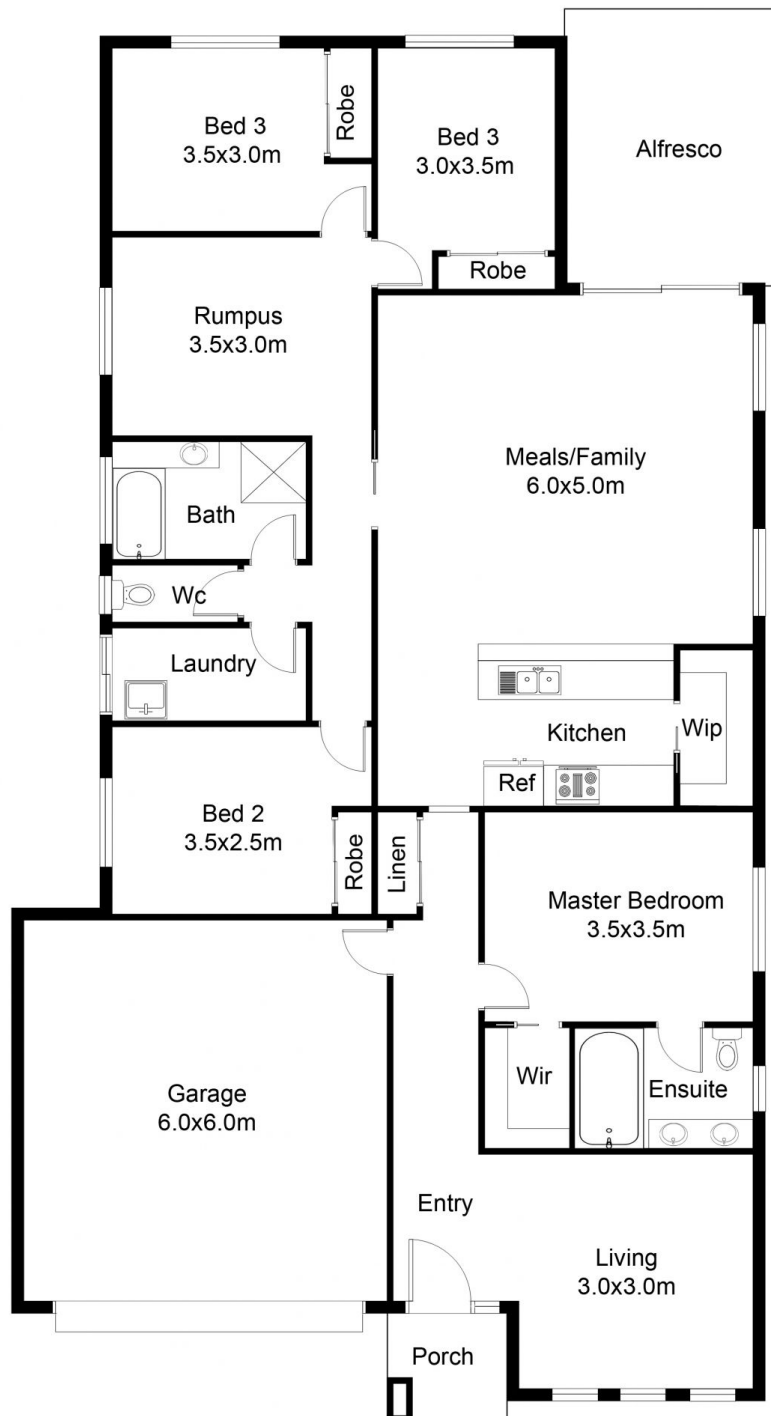 Bed 3
3.5x3.0m
Robe
Bed 3
3.0x3.5m
Robe
Alfresco
Rumpus
3.5x3.0m
Meals/Family
6.0x5.0m
Bath
Wc
Laundry
Kitchen
Wip
Ref
Bed 2
3.5x2.5m
Robe
Linen
Master Bedroom
3.5x3.5m
Wir
Ensuite
Garage
6.0x6.0m
Entry
Living
3.0x3.0m
Porch